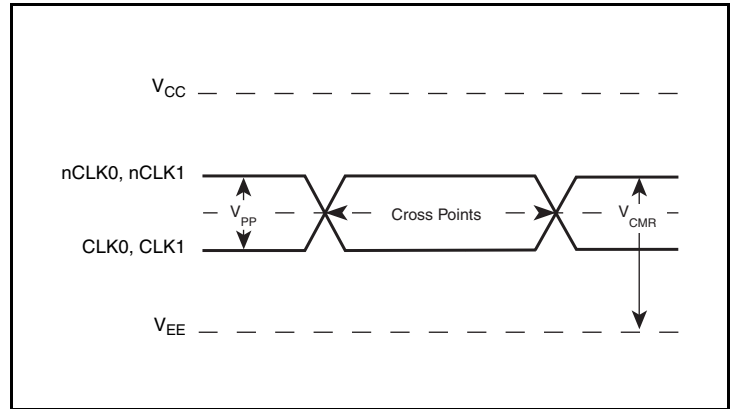 VCC
nCLK0, nCLK1
VPP
Cross Points
VCMR
CLK0, CLK1
VEE